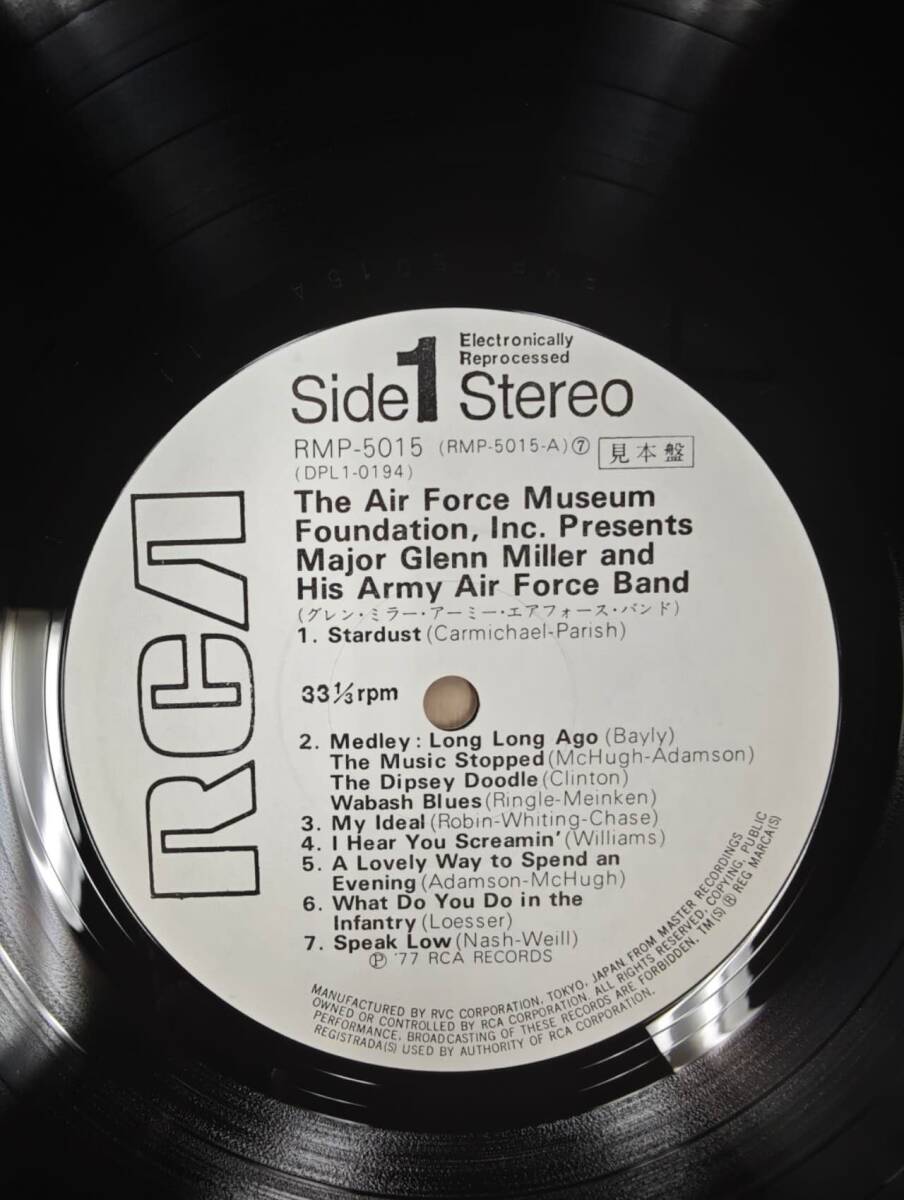 Electronically
Reprocessed
Side 1 Stereo
RMP-5015 (RMP-5015-A)⑦ 見本盤
(DPL1-0194)
The Air Force Museum
Foundation, Inc. Presents
Major Glenn Miller and
His Army Air Force Band
(グレン・ミラー・アーミー・エアフォース・バンド)
1. Stardust (Carmichael-Parish)
33 1/3 rpm
2. Medley: Long Long Ago (Bayly)
The Music Stopped (McHugh-Adamson)
The Dipsey Doodle (Clinton)
Wabash Blues (Ringle-Meinken)
3. My Ideal (Robin-Whiting-Chase)
4. I Hear You Screamin' (Williams)
5. A Lovely Way to Spend an
Evening (Adamson-McHugh)
6. What Do You Do in the
Infantry (Loesser)
7. Speak Low (Nash-Weill)
Ⓟ '77 RCA RECORDS
RCA
MANUFACTURED BY RVC CORPORATION, TOKYO, JAPAN FROM MASTER RECORDINGS
OWNED OR CONTROLLED BY RCA CORPORATION. ALL RIGHTS RESERVED, COPYING, PUBLIC
PERFORMANCE, BROADCASTING OF THESE RECORDS ARE FORBIDDEN. TM(S) ® REG MARCA(S)
REGISTRADA(S) USED BY AUTHORITY OF RCA CORPORATION.